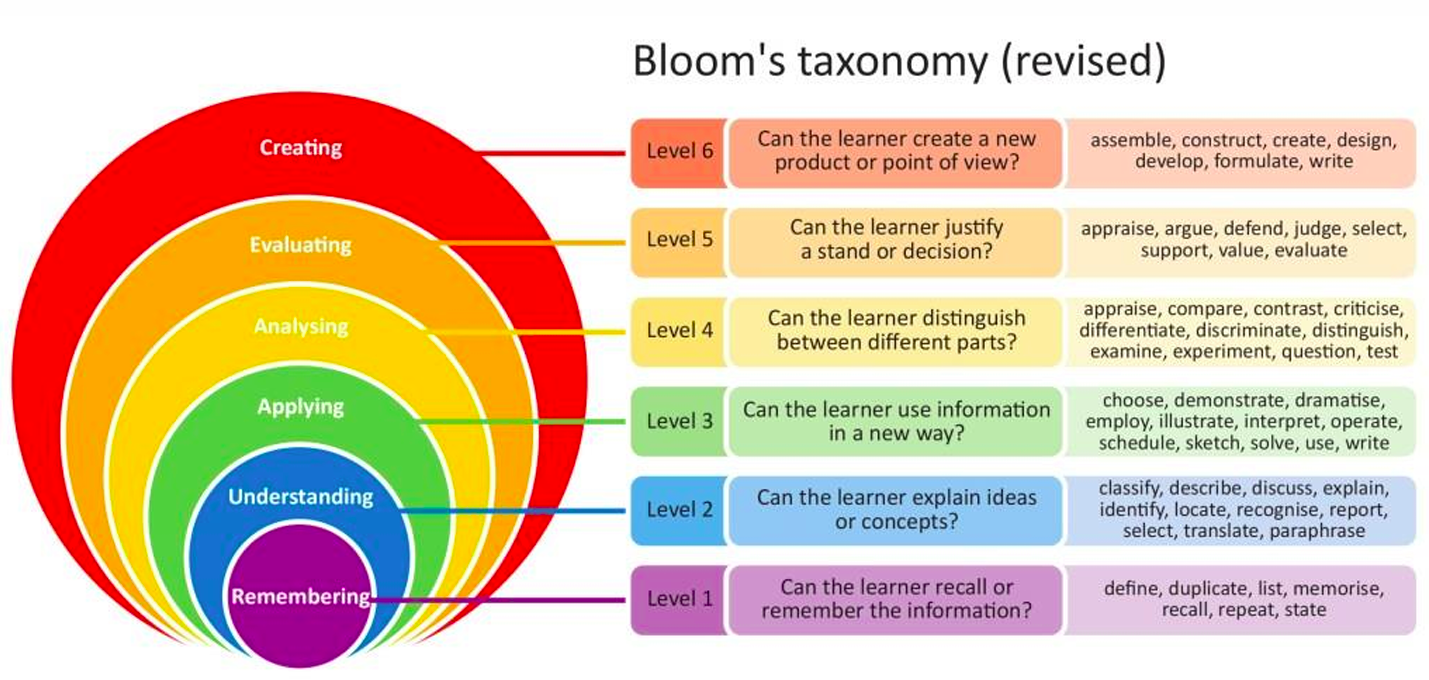 Bloom's taxonomy (revised)
Creating
Level 6
Can the learner create a new
product or point of view?
assemble, construct, create, design,
develop, formulate, write
Evaluating
Level 5
Can the learner justify
a stand or decision?
appraise, argue, defend, judge, select,
support, value, evaluate
Analysing
Level 4
Can the learner distinguish
between different parts?
appraise, compare, contrast, criticise,
differentiate, discriminate, distinguish,
examine, experiment, question, test
Applying
Level 3
Can the learner use information
in a new way?
choose, demonstrate, dramatise,
employ, illustrate, interpret, operate,
schedule, sketch, solve, use, write
Understanding
Level 2
Can the learner explain ideas
or concepts?
classify, describe, discuss, explain,
identify, locate, recognise, report,
select, translate, paraphrase
Remembering
Level 1
Can the learner recall or
remember the information?
define, duplicate, list, memorise,
recall, repeat, state